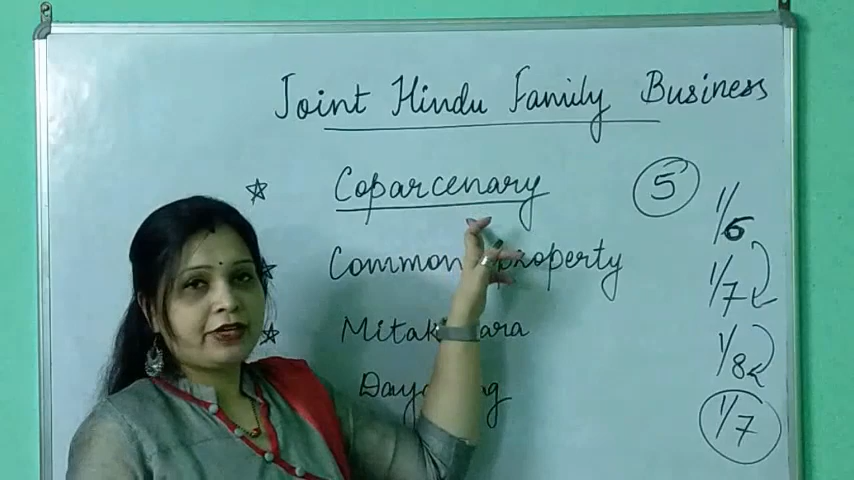 Joint Hindu Family Business
☆ Coparcenary
5
1/6
☆ Common property
1/7
☆
1/8
1/7